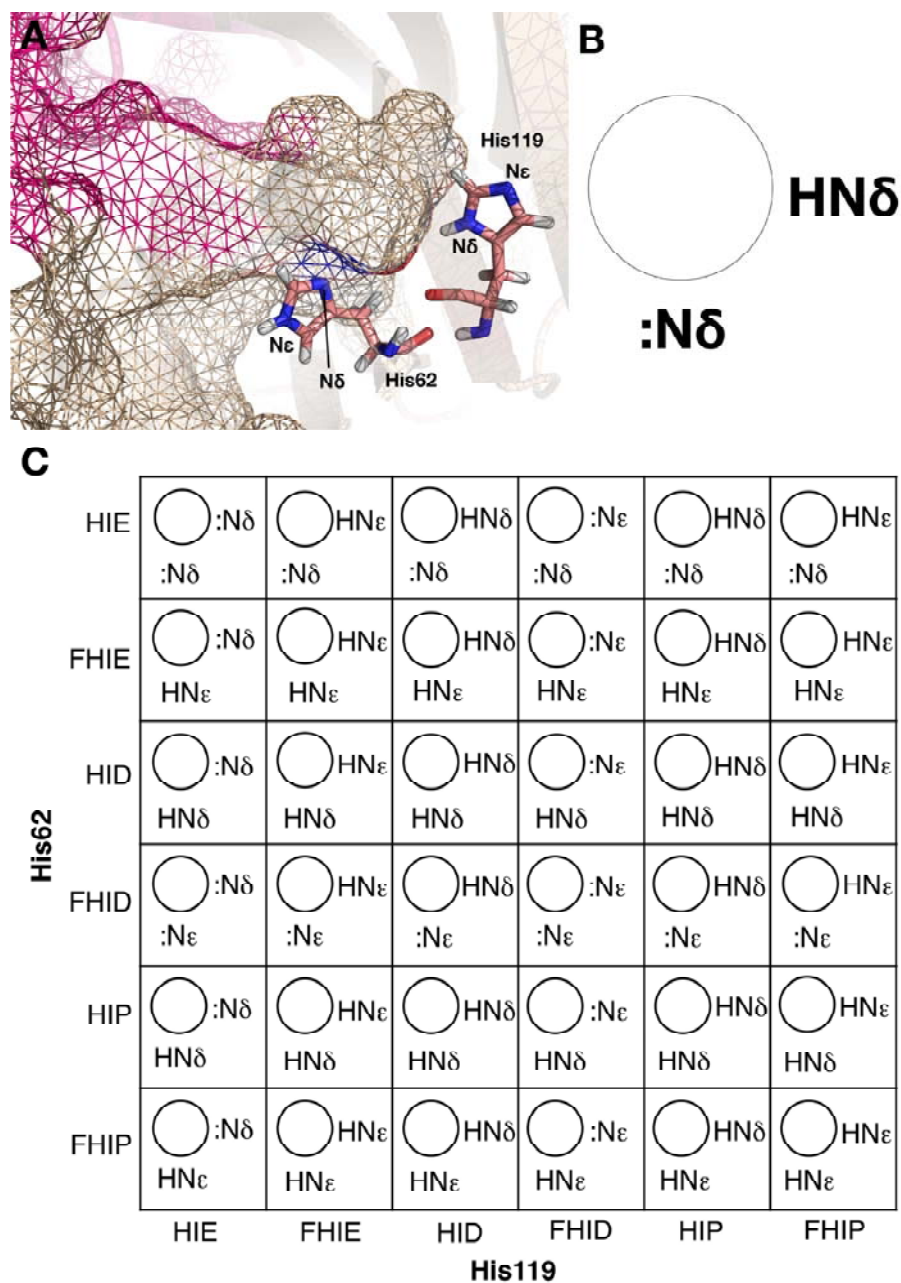 A
His119
Nε
Nδ
Nε
Nδ
His62
B
HNδ
:Nδ
C
HIE
:Nδ HNε HNδ :Nε HNδ HNε
:Nδ :Nδ :Nδ :Nδ :Nδ :Nδ
FHIE
:Nδ HNε HNδ :Nε HNδ HNε
HNε HNε HNε HNε HNε HNε
HID
:Nδ HNε HNδ :Nε HNδ HNε
HNδ HNδ HNδ HNδ HNδ HNδ
His62
FHID
:Nδ HNε HNδ :Nε HNδ HNε
:Nε :Nε :Nε :Nε :Nε :Nε
HIP
:Nδ HNε HNδ :Nε HNδ HNε
HNδ HNδ HNδ HNδ HNδ HNδ
FHIP
:Nδ HNε HNδ :Nε HNδ HNε
HNε HNε HNε HNε HNε HNε
HIE FHIE HID FHID HIP FHIP
His119